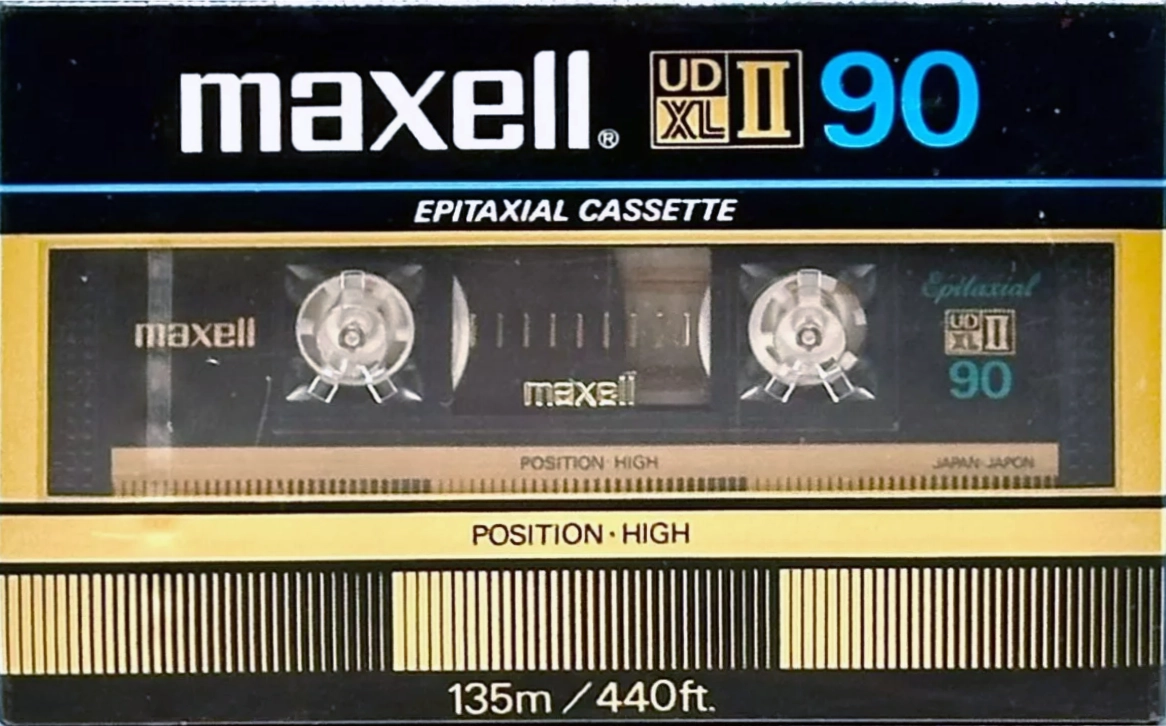 maxell® UD XL II 90
EPITAXIAL CASSETTE
Epitaxial
maxell UD XL II
90
maxell
POSITION · HIGH JAPAN·JAPON
POSITION · HIGH
135m / 440ft.